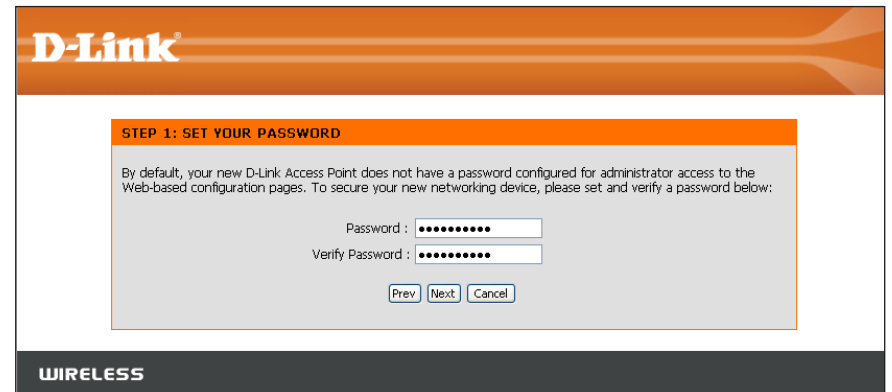 D-Link®
STEP 1: SET YOUR PASSWORD
By default, your new D-Link Access Point does not have a password configured for administrator access to the
Web-based configuration pages. To secure your new networking device, please set and verify a password below:
Password : ●●●●●●●●●●
Verify Password : ●●●●●●●●●●
Prev Next Cancel
WIRELESS